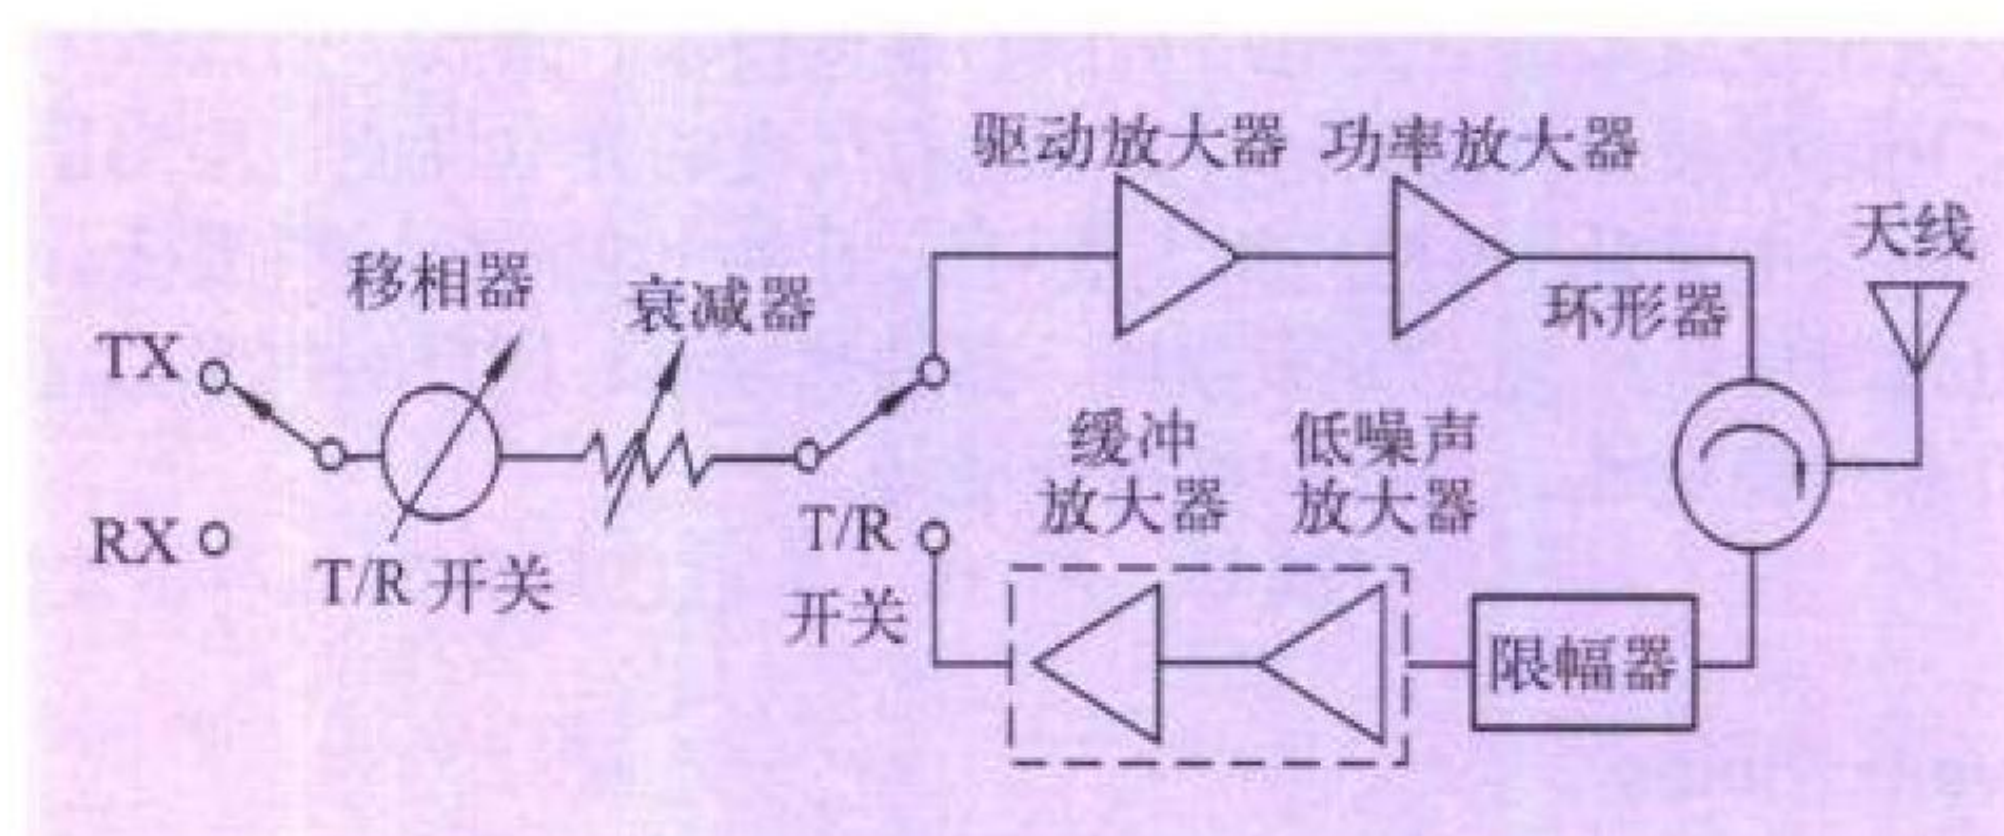 驱动放大器 功率放大器
天线
移相器
衰减器
环形器
TX
缓冲
放大器
低噪声
放大器
RX
T/R 开关
T/R
开关
限幅器